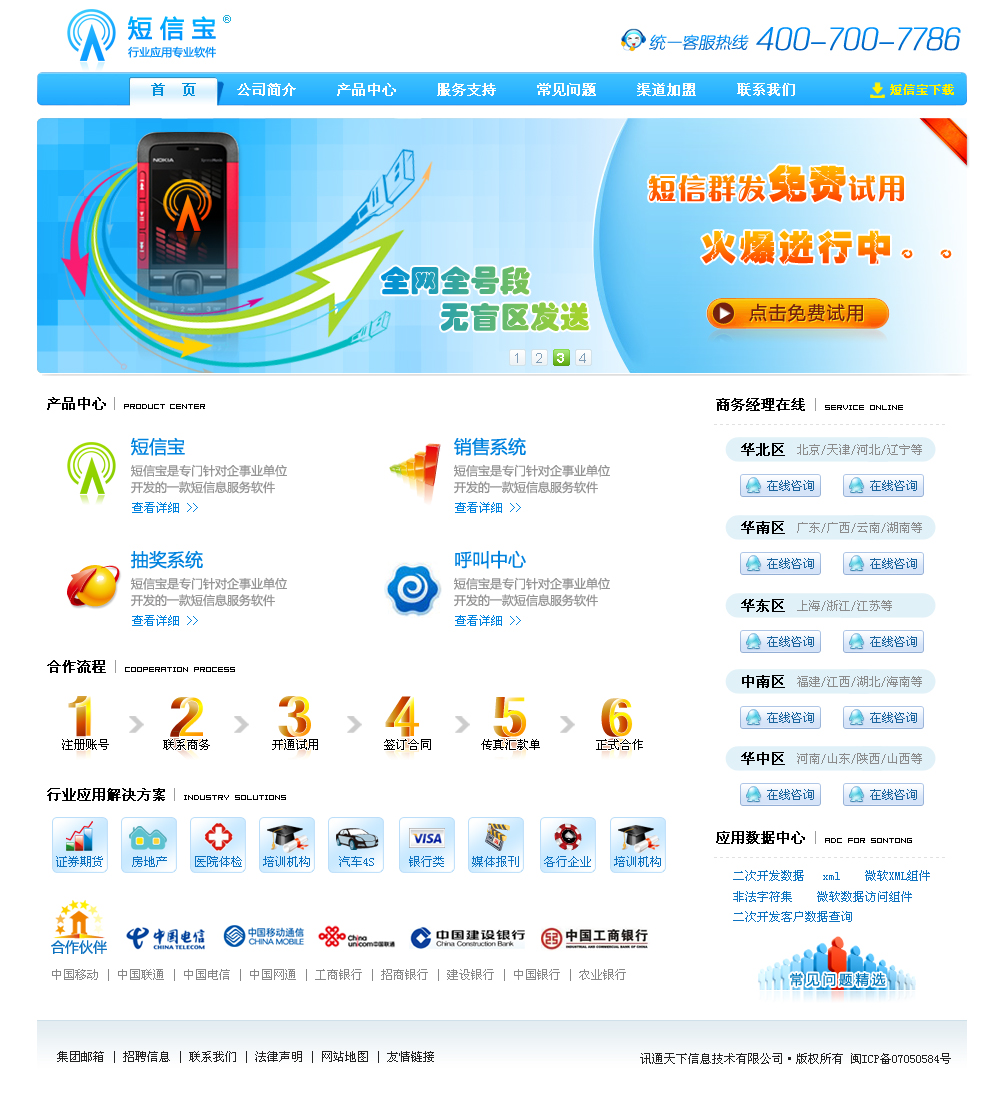 短信宝®
行业应用专业软件
统一客服热线 400-700-7786
首 页 公司简介 产品中心 服务支持 常见问题 渠道加盟 联系我们 短信宝下载
NOKIA
短信群发免费试用
火爆进行中。。
全网全号段
无盲区发送
点击免费试用
1 2 3 4
产品中心 | PRODUCT CENTER
短信宝
短信宝是专门针对企事业单位
开发的一款短信息服务软件
查看详细 >>
销售系统
短信宝是专门针对企事业单位
开发的一款短信息服务软件
查看详细 >>
抽奖系统
短信宝是专门针对企事业单位
开发的一款短信息服务软件
查看详细 >>
呼叫中心
短信宝是专门针对企事业单位
开发的一款短信息服务软件
查看详细 >>
合作流程 | COOPERATION PROCESS
1 2 3 4 5 6
注册账号 联系商务 开通试用 签订合同 传真汇款单 正式合作
行业应用解决方案 | INDUSTRY SOLUTIONS
VISA
证券期货 房地产 医院体检 培训机构 汽车4S 银行类 媒体报刊 各行企业 培训机构
合作伙伴
中国电信
CHINA TELECOM
中国移动通信
CHINA MOBILE
China
unicom中国联通
中国建设银行
China Construction Bank
中国工商银行
INDUSTRIAL AND COMMERCIAL BANK OF CHINA
中国移动 | 中国联通 | 中国电信 | 中国网通 | 工商银行 | 招商银行 | 建设银行 | 中国银行 | 农业银行
商务经理在线 | SERVICE ONLINE
华北区 北京/天津/河北/辽宁等
在线咨询 在线咨询
华南区 广东/广西/云南/湖南等
在线咨询 在线咨询
华东区 上海/浙江/江苏等
在线咨询 在线咨询
中南区 福建/江西/湖北/海南等
在线咨询 在线咨询
华中区 河南/山东/陕西/山西等
在线咨询 在线咨询
应用数据中心 | ADC FOR SONTONG
二次开发数据 xml 微软XML组件
非法字符集 微软数据访问组件
二次开发客户数据查询
常见问题精选
集团邮箱 | 招聘信息 | 联系我们 | 法律声明 | 网站地图 | 友情链接
讯通天下信息技术有限公司·版权所有 闽ICP备07050584号